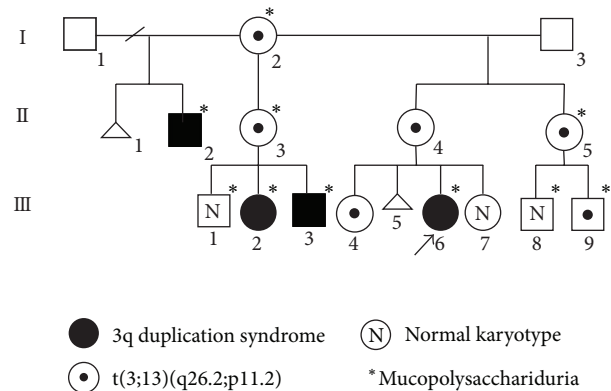 I
1
*
2
3
II
1
*
2
*
3
4
*
5
III
N
*
1
*
2
*
3
4
5
*
6
N
7
N
*
8
*
9
3q duplication syndrome
N Normal karyotype
t(3;13)(q26.2;p11.2)
*Mucopolysacchariduria